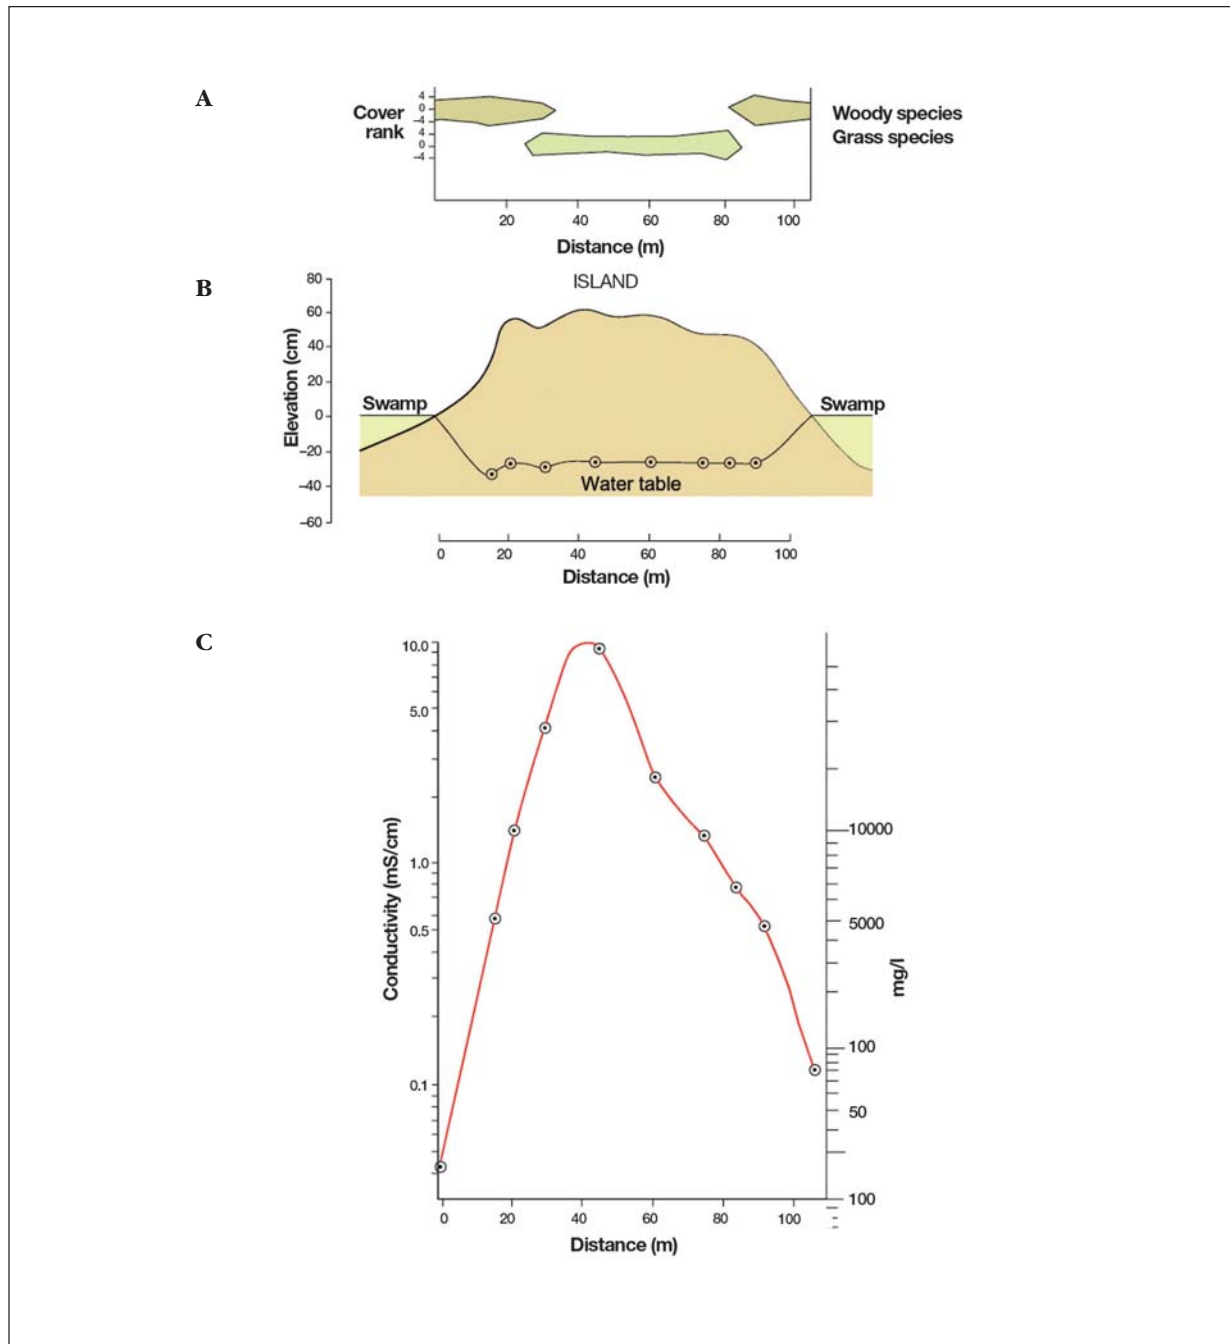 A
Cover
rank
4
0
−4
4
0
−4
Woody species
Grass species
20 40 60 80 100
Distance (m)
B
ISLAND
Elevation (cm)
80
60
40
20
0
−20
−40
−60
Swamp
Swamp
Water table
0 20 40 60 80 100
Distance (m)
C
Conductivity (mS/cm)
10.0
5.0
1.0
0.5
0.1
10000
5000
100
50
100
mg/l
0 20 40 60 80 100
Distance (m)